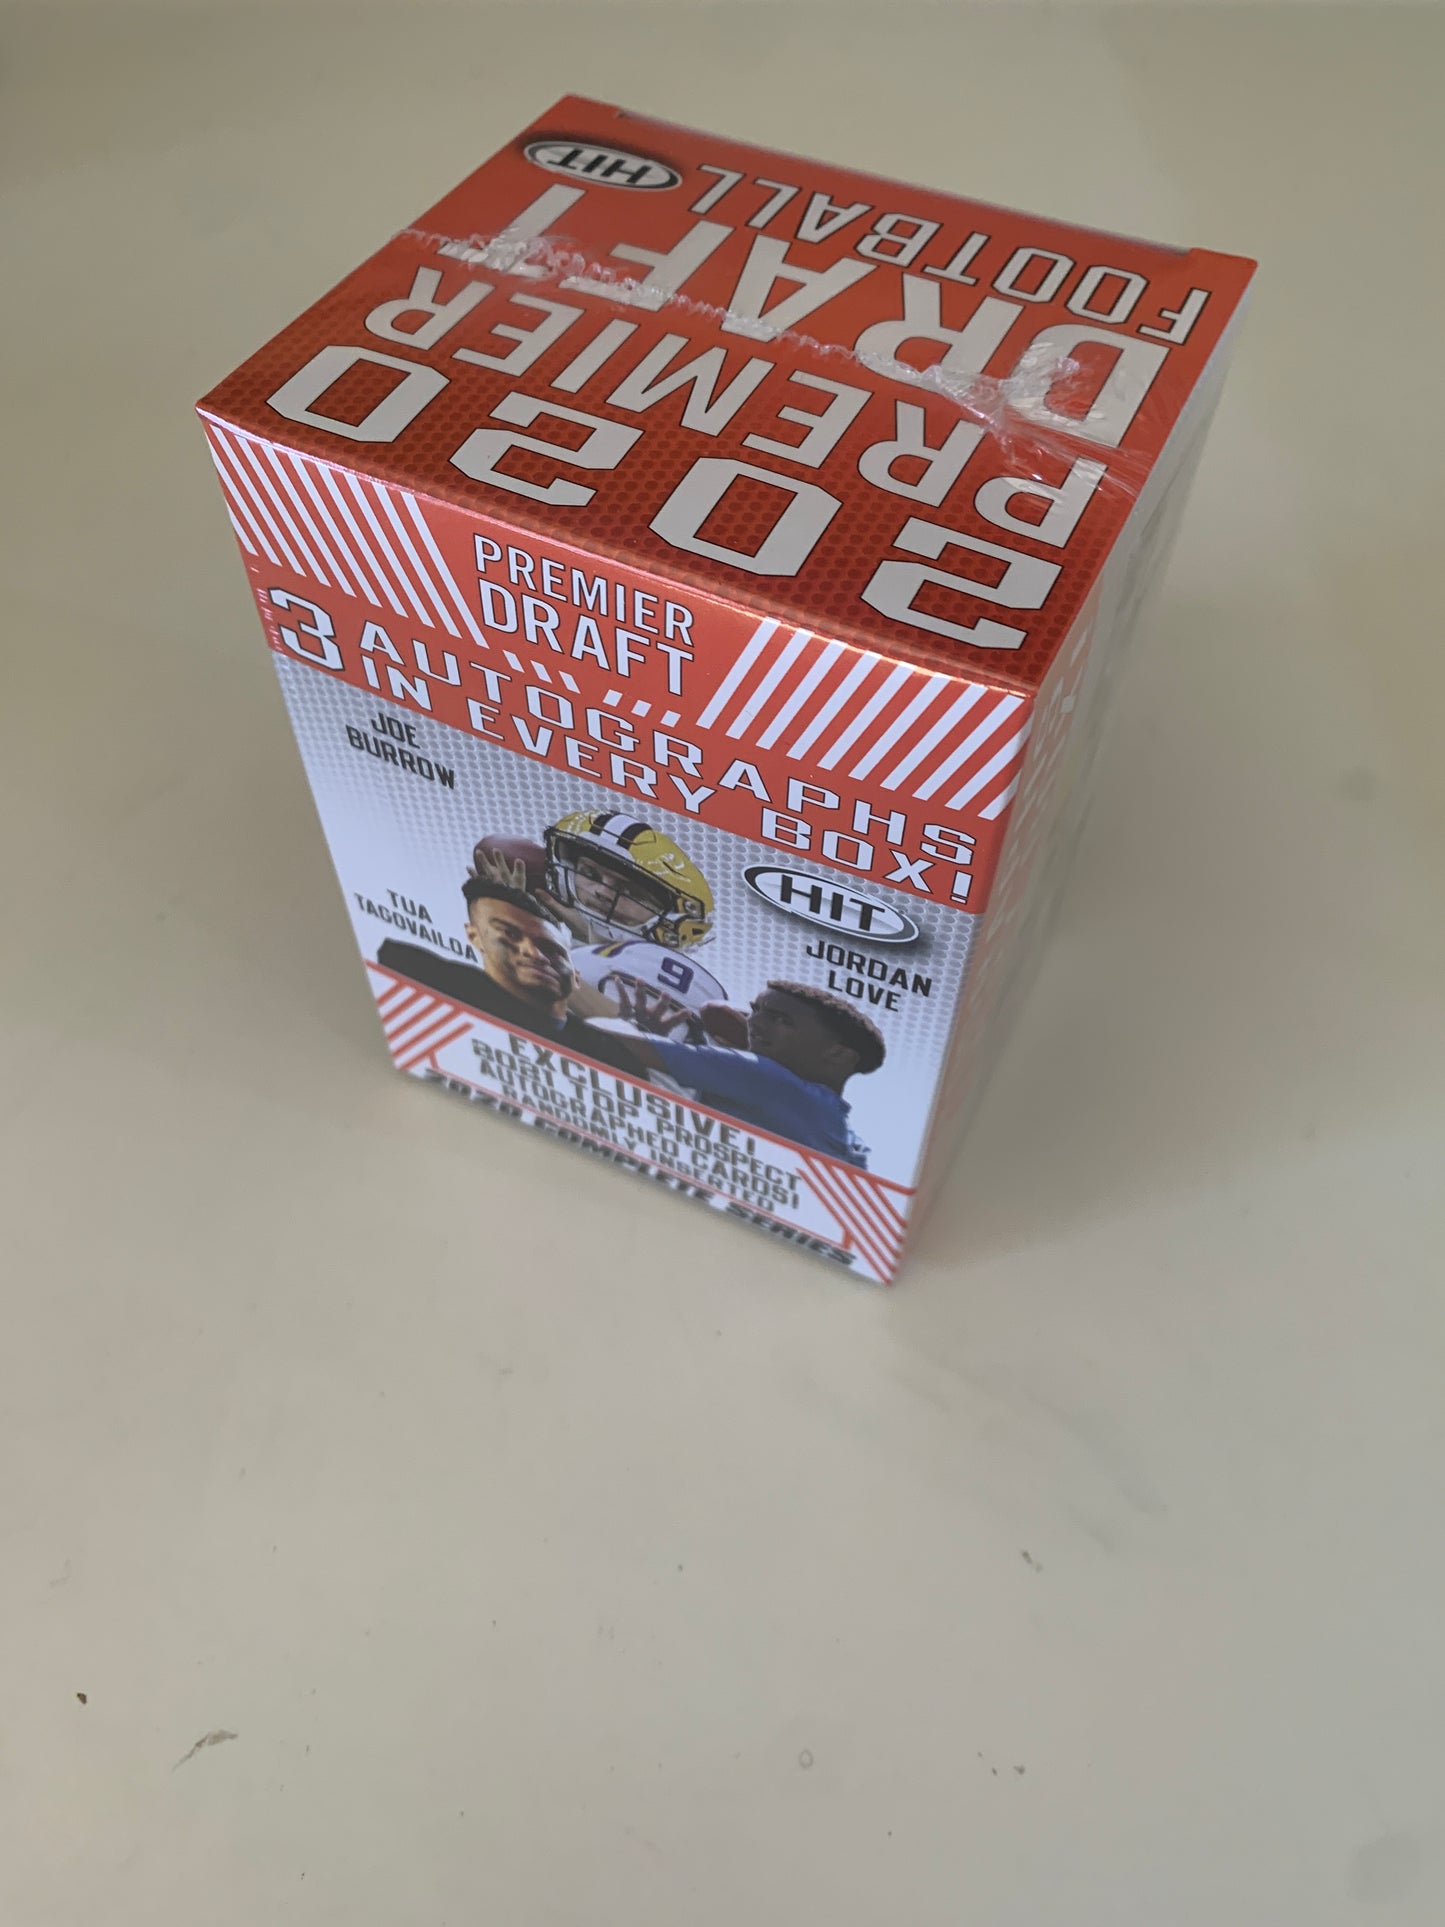 2020
PREMIER
DRAFT
FOOTBALL
HIT
PREMIER
DRAFT
3 AUTOGRAPHS
IN EVERY BOX!
JOE
BURROW
TUA
TAGOVAILOA
9
HIT
JORDAN
LOVE
EXCLUSIVE!
2021 TOP PROSPECT
AUTOGRAPHED CARDS!
RANDOMLY INSERTED
2020 COMPLETE SERIES